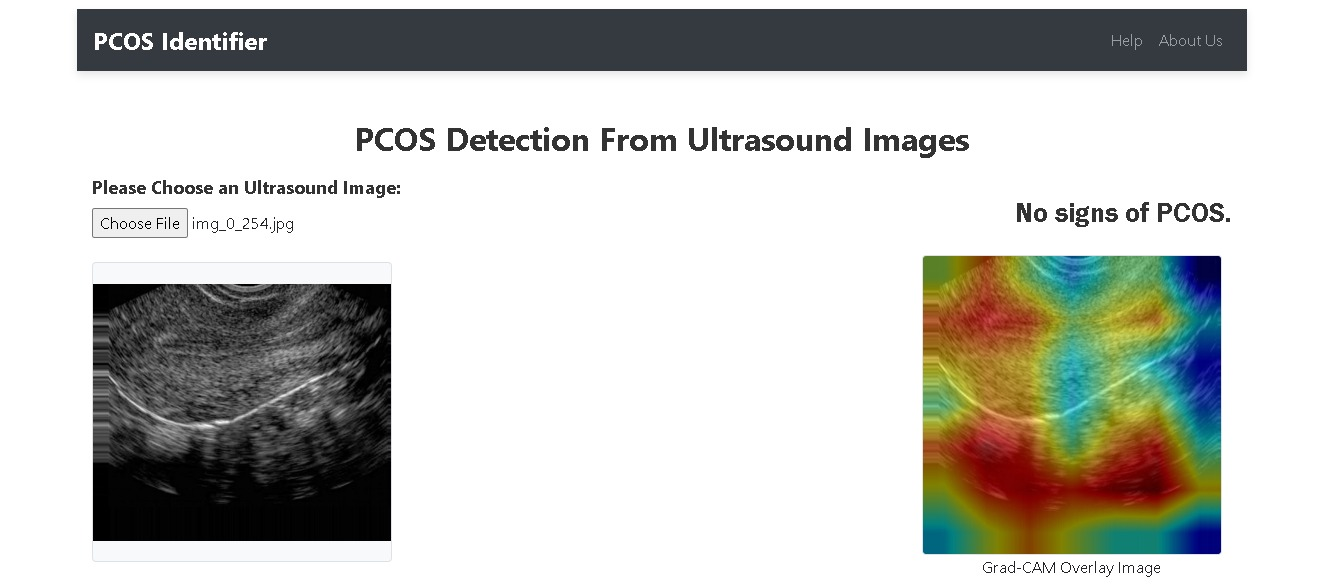 PCOS Identifier
Help About Us
PCOS Detection From Ultrasound Images
Please Choose an Ultrasound Image:
Choose File img_0_254.jpg
No signs of PCOS.
Grad-CAM Overlay Image